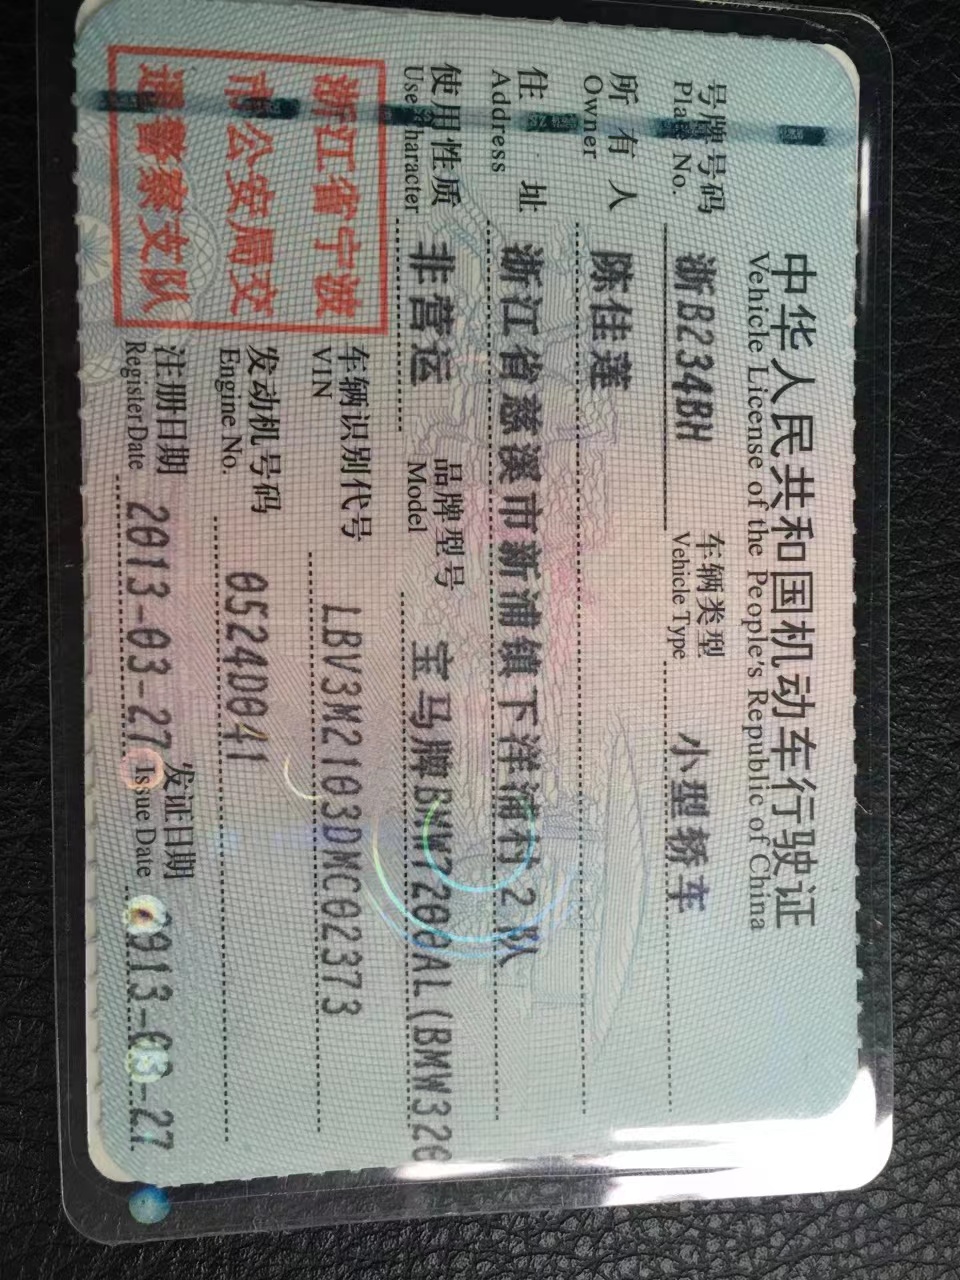 中华人民共和国机动车行驶证
Vehicle License of the People's Republic of China
号牌号码 浙B234BH 车辆类型 小型轿车
Plate No. Vehicle Type
所有人 陈佳莲
Owner
住址 浙江省慈溪市新浦镇下洋浦村2队
Address
使用性质 非营运 品牌型号 宝马牌BMW7200AL(BMW320
Use Character Model
浙江省宁波
市公安局交
通警察支队
车辆识别代号 LBV3M2103DMC02373
VIN
发动机号码 0524D041
Engine No.
注册日期 2013-03-27 发证日期 2013-03-27
Register Date Issue Date